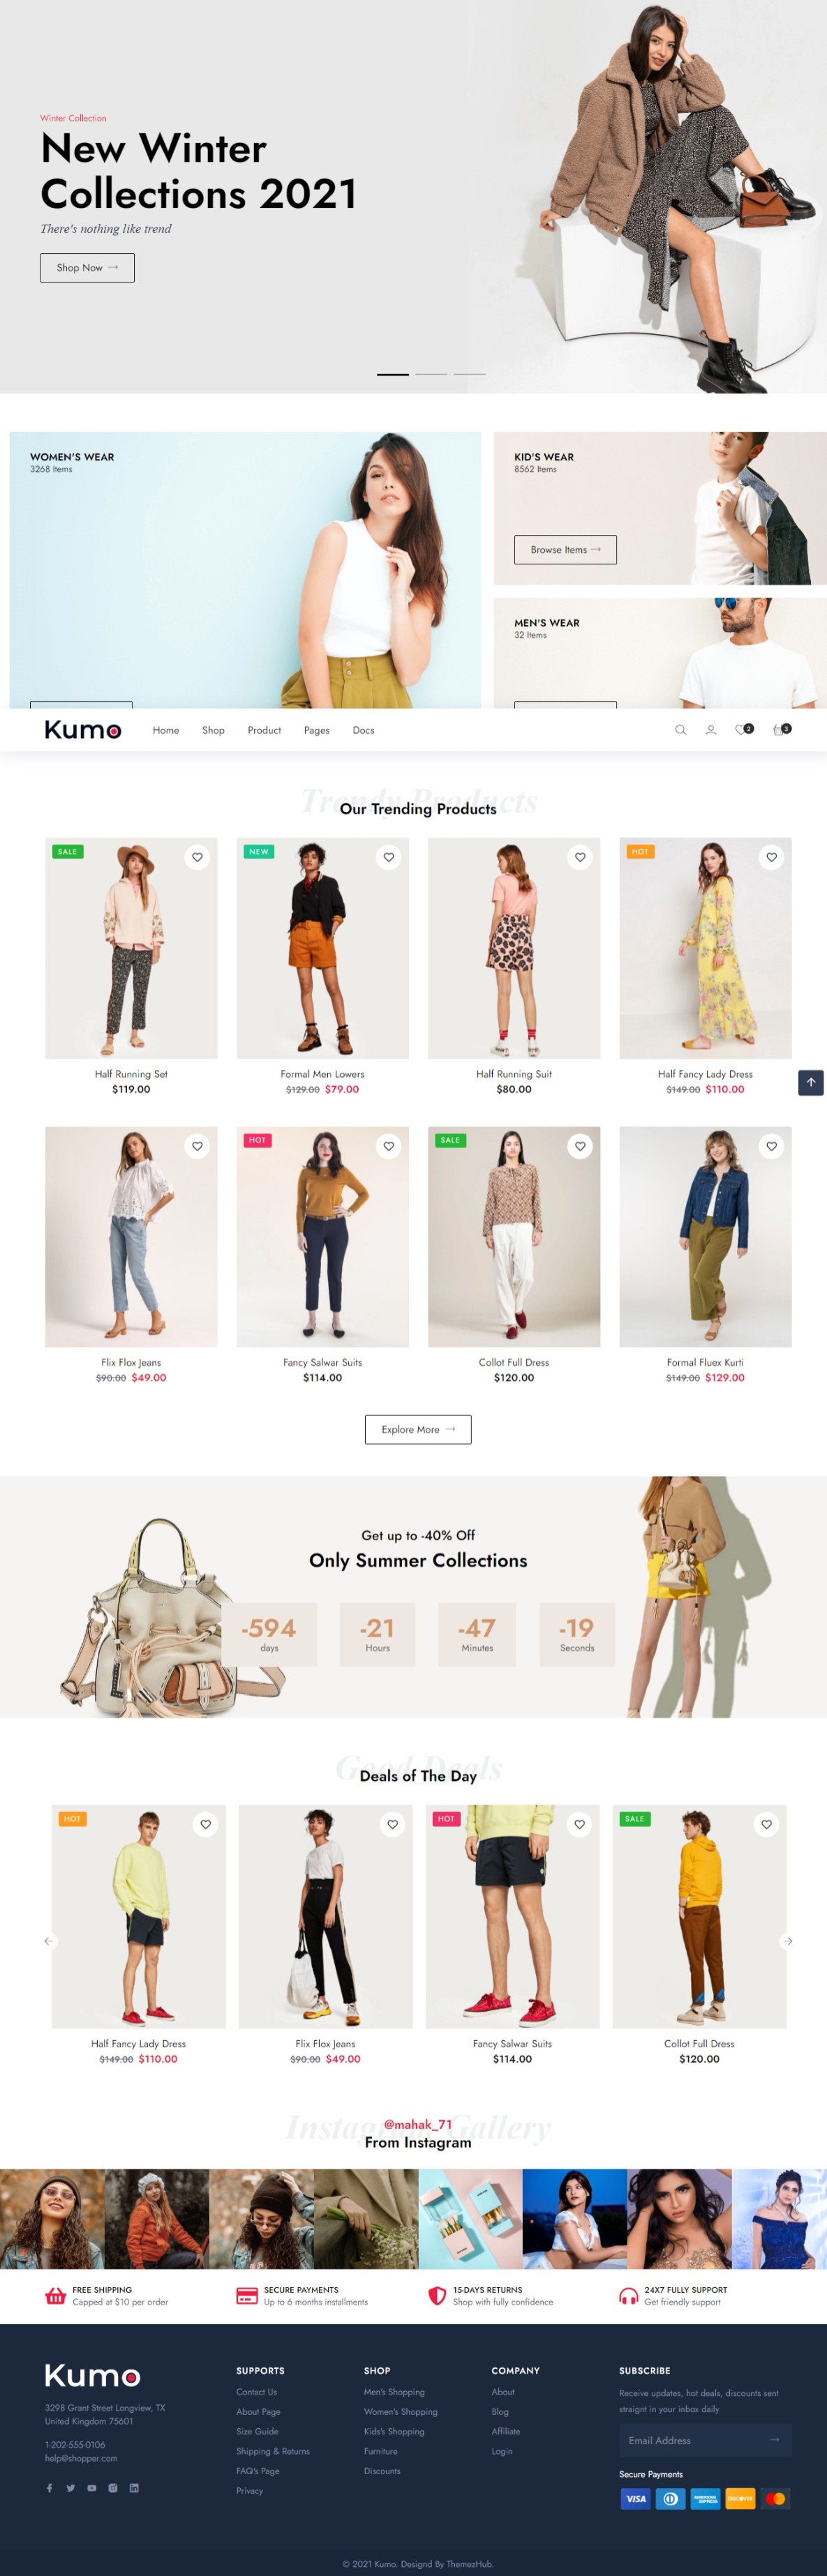 Winter Collection
New Winter
Collections 2021
There's nothing like trend
Shop Now
WOMEN'S WEAR
3268 Items
KID'S WEAR
8562 Items
Browse Items
MEN'S WEAR
32 Items
Kumo
Home
Shop
Product
Pages
Docs
2
3
Trendy Products
Our Trending Products
SALE
NEW
HOT
Half Running Set
$119.00
Formal Men Lowers
$129.00 $79.00
Half Running Suit
$80.00
Half Fancy Lady Dress
$149.00 $110.00
HOT
SALE
Flix Flox Jeans
$90.00 $49.00
Fancy Salwar Suits
$114.00
Collot Full Dress
$120.00
Formal Fluex Kurti
$149.00 $129.00
Explore More
Get up to -40% Off
Only Summer Collections
-594
days
-21
Hours
-47
Minutes
-19
Seconds
Good Deals
Deals of The Day
HOT
HOT
SALE
Half Fancy Lady Dress
$149.00 $110.00
Flix Flox Jeans
$90.00 $49.00
Fancy Salwar Suits
$114.00
Collot Full Dress
$120.00
Instagram Gallery
@mahak_71
From Instagram
FREE SHIPPING
Capped at $10 per order
SECURE PAYMENTS
Up to 6 months installments
15-DAYS RETURNS
Shop with fully confidence
24X7 FULLY SUPPORT
Get friendly support
Kumo
3298 Grant Street Longview, TX
United Kingdom 75601
1-202-555-0106
help@shopper.com
SUPPORTS
Contact Us
About Page
Size Guide
Shipping & Returns
FAQ's Page
Privacy
SHOP
Men's Shopping
Women's Shopping
Kids's Shopping
Furniture
Discounts
COMPANY
About
Blog
Affiliate
Login
SUBSCRIBE
Receive updates, hot deals, discounts sent
straignt in your inbox daily
Email Address
Secure Payments
VISA
AMERICAN EXPRESS
DISCOVER
© 2021 Kumo. Designd By ThemezHub.